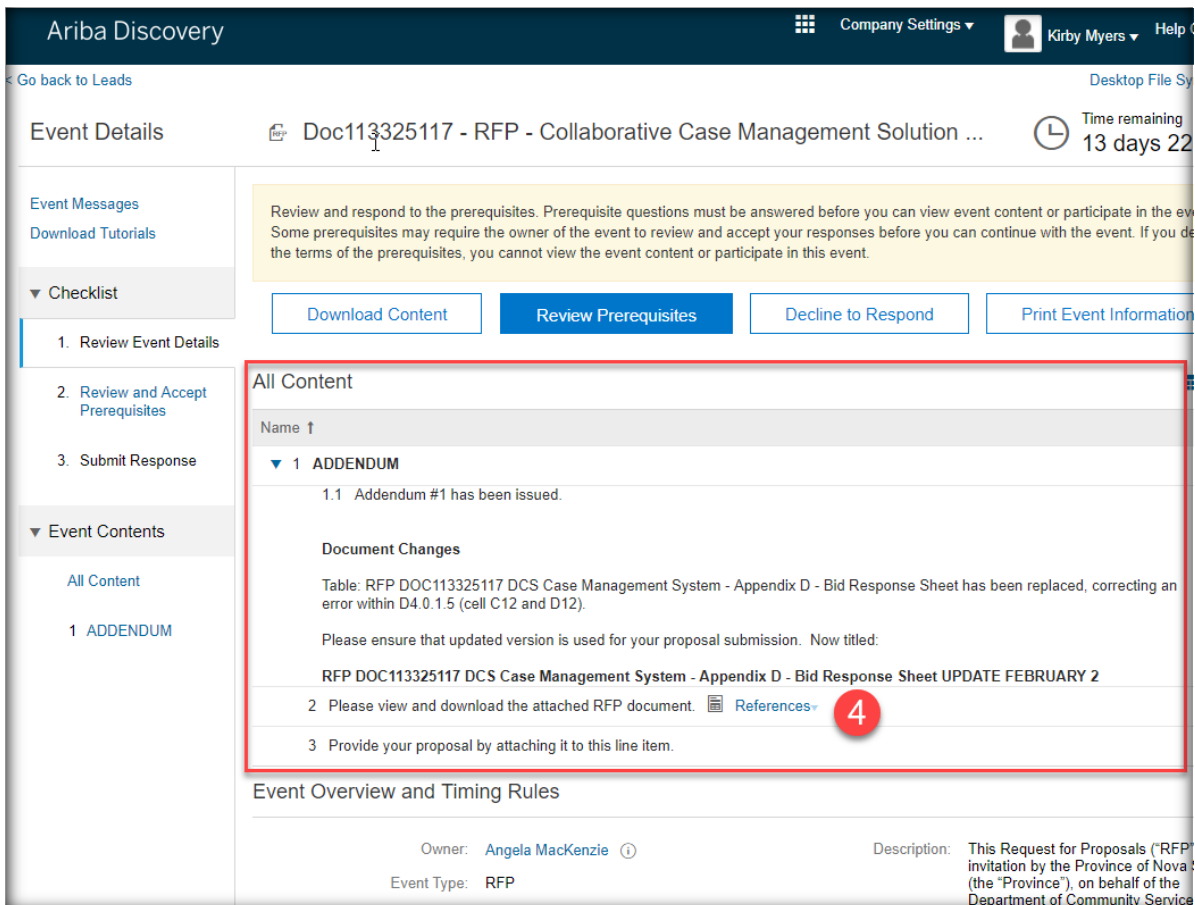 Ariba Discovery
Company Settings
Kirby Myers
Help
< Go back to Leads
Desktop File
Event Details
RFP
Doc113325117 - RFP - Collaborative Case Management Solution ...
Time remaining
13 days 22
Event Messages
Download Tutorials
Review and respond to the prerequisites. Prerequisite questions must be answered before you can view event content or participate in the
Some prerequisites may require the owner of the event to review and accept your responses before you can continue with the event. If you
the terms of the prerequisites, you cannot view the event content or participate in this event.
Checklist
1. Review Event Details
2. Review and Accept
Prerequisites
3. Submit Response
Event Contents
All Content
1 ADDENDUM
Download Content
Review Prerequisites
Decline to Respond
Print Event Information
All Content
Name ↑
1 ADDENDUM
1.1 Addendum #1 has been issued.
Document Changes
Table: RFP DOC113325117 DCS Case Management System - Appendix D - Bid Response Sheet has been replaced, correcting an
error within D4.0.1.5 (cell C12 and D12).
Please ensure that updated version is used for your proposal submission. Now titled:
RFP DOC113325117 DCS Case Management System - Appendix D - Bid Response Sheet UPDATE FEBRUARY 2
2 Please view and download the attached RFP document. References
4
3 Provide your proposal by attaching it to this line item.
Event Overview and Timing Rules
Owner: Angela MacKenzie
Event Type: RFP
Description: This Request for Proposals ("RFP"
invitation by the Province of Nova
(the "Province"), on behalf of the
Department of Community Service